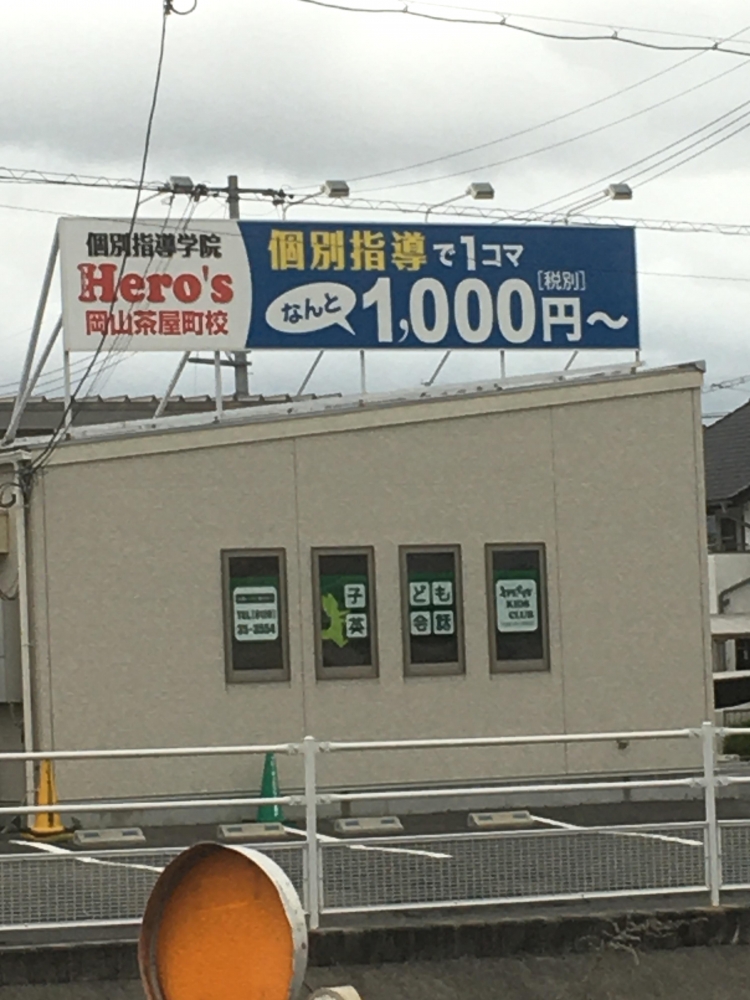 個別指導学院
Hero's
岡山茶屋町校
個別指導で1コマ
なんと
1,000円～
[税別]
子
英
ども
会話
KIDS
CLUB